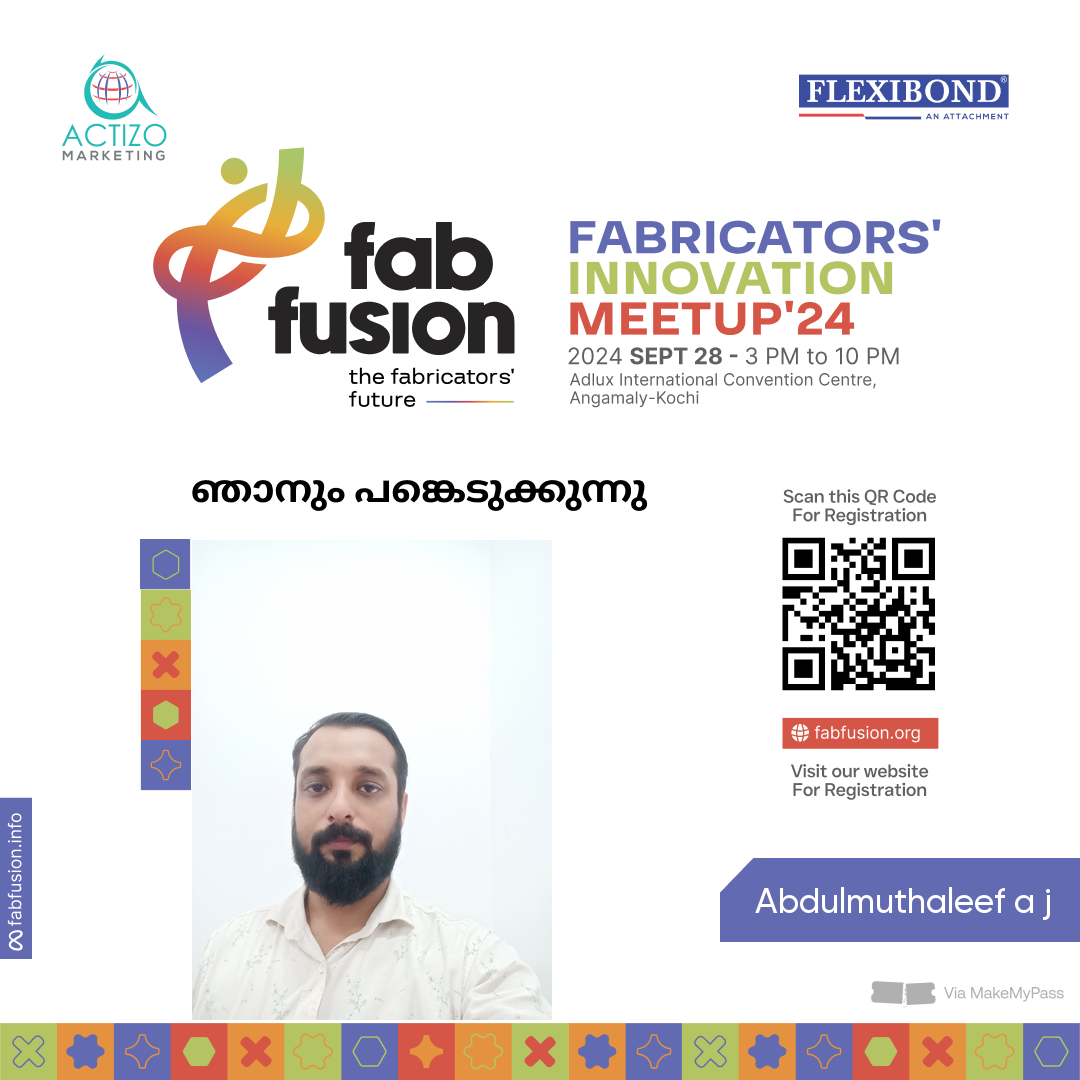 ACTIZO
MARKETING
FLEXIBOND®
AN ATTACHMENT
fab
fusion
the fabricators'
future
FABRICATORS'
INNOVATION
MEETUP'24
2024 SEPT 28 - 3 PM to 10 PM
Adlux International Convention Centre,
Angamaly-Kochi
ഞാനും പങ്കെടുക്കുന്നു
Scan this QR Code
For Registration
fabfusion.org
Visit our website
For Registration
fabfusion.info
Abdulmuthaleef a j
Via MakeMyPass